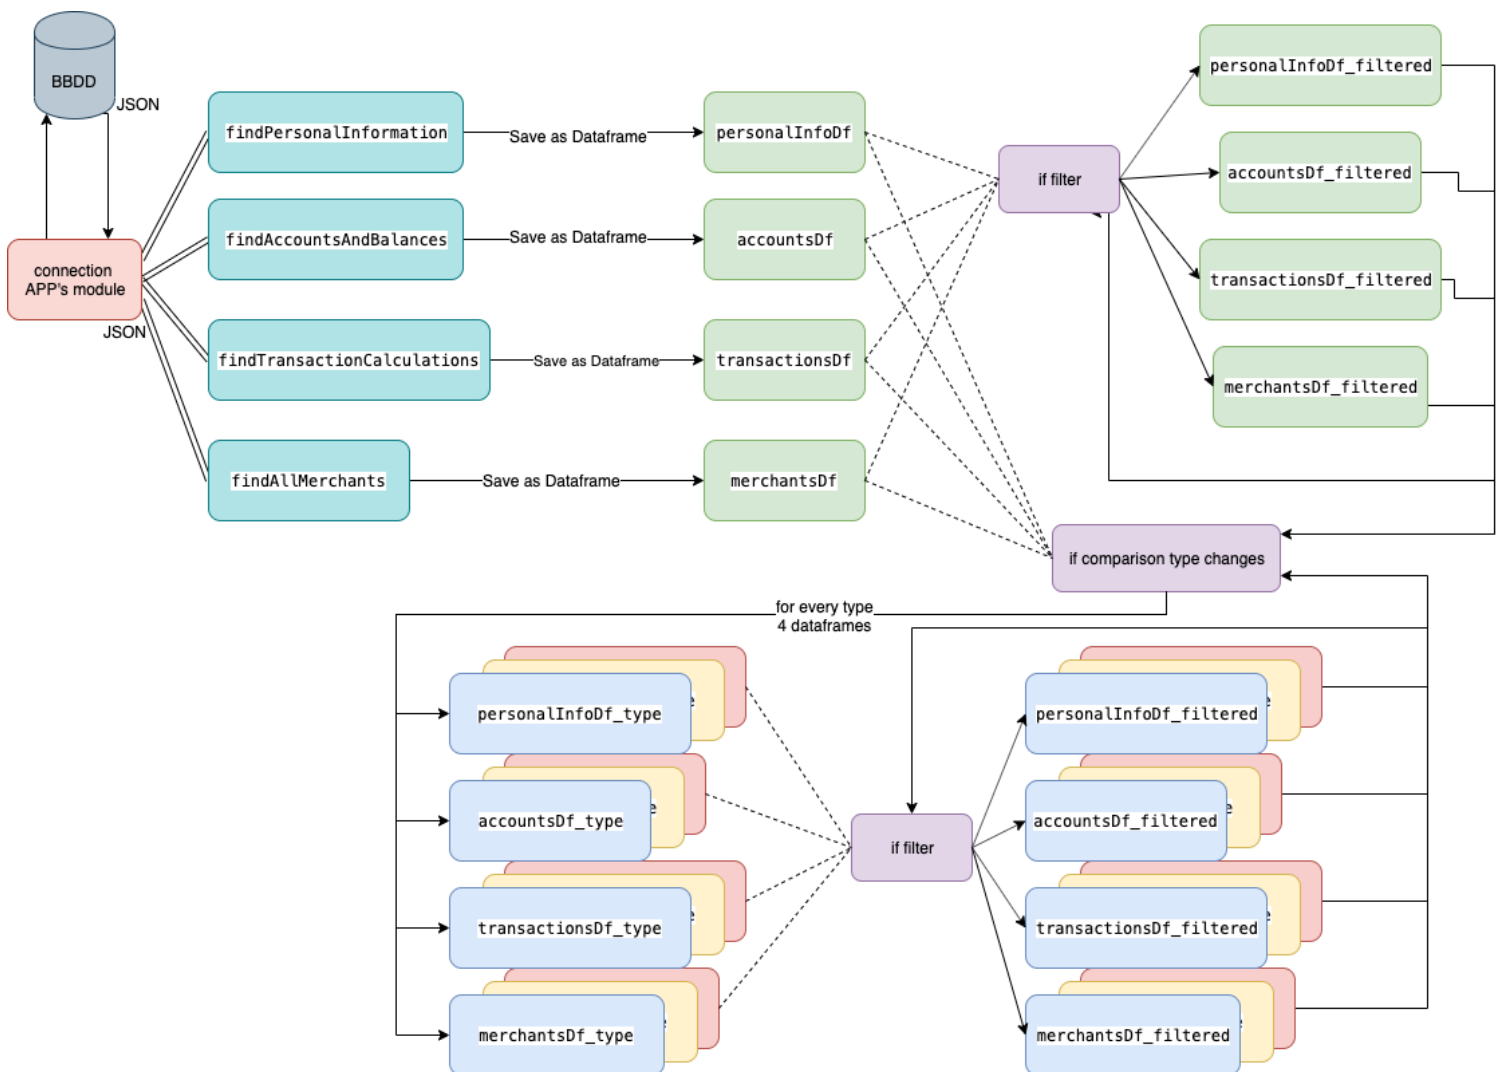 BBDD
JSON
connection
APP's module
JSON
findPersonalInformation
Save as Dataframe
personalInfoDf
findAccountsAndBalances
Save as Dataframe
accountsDf
findTransactionCalculations
Save as Dataframe
transactionsDf
findAllMerchants
Save as Dataframe
merchantsDf
if filter
personalInfoDf_filtered
accountsDf_filtered
transactionsDf_filtered
merchantsDf_filtered
if comparison type changes
for every type
4 dataframes
personalInfoDf_type
e
accountsDf_type
e
transactionsDf_type
e
merchantsDf_type
e
if filter
personalInfoDf_filtered
e
accountsDf_filtered
e
transactionsDf_filtered
e
merchantsDf_filtered
e